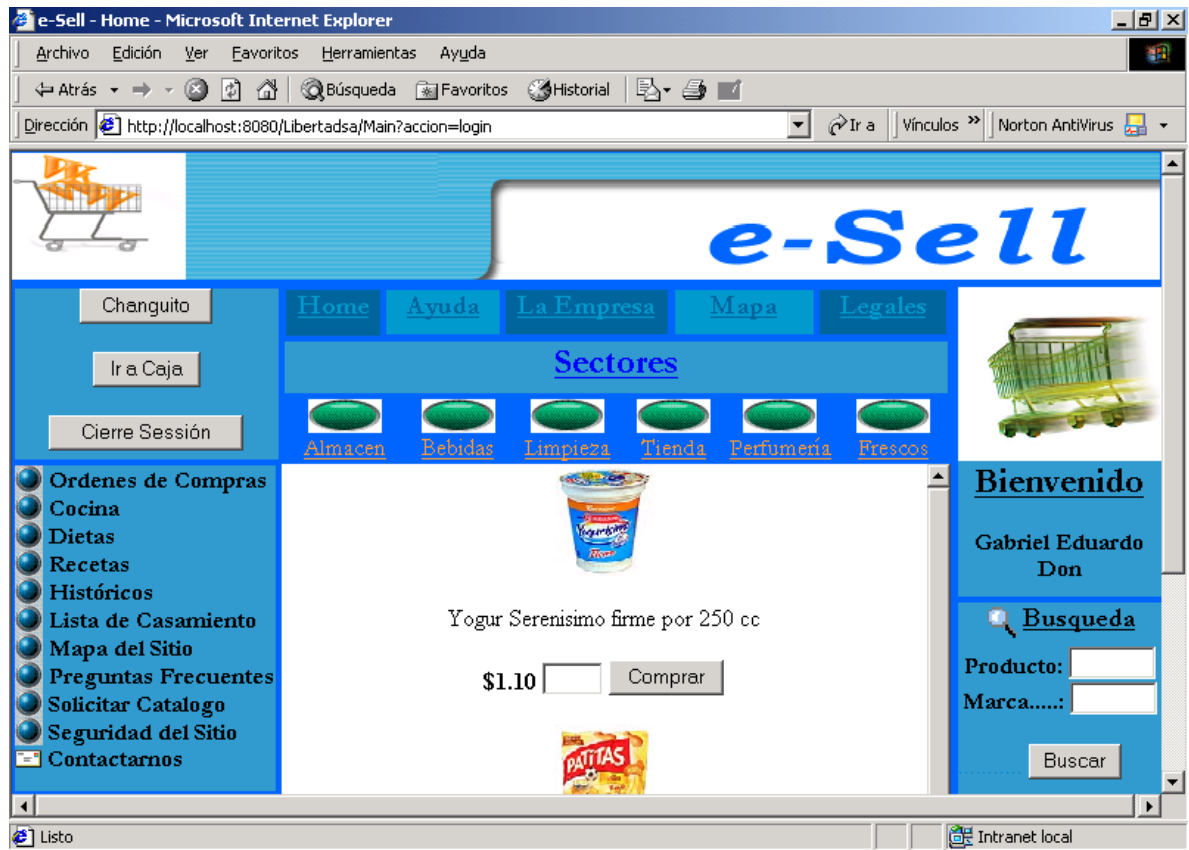 e-Sell - Home - Microsoft Internet Explorer
Archivo Edición Ver Favoritos Herramientas Ayuda
Atrás Búsqueda Favoritos Historial
Dirección http://localhost:8080/Libertadsa/Main?accion=login Ir a Vínculos » Norton AntiVirus
e-Sell
Changuito
Ir a Caja
Cierre Sessión
Home Ayuda La Empresa Mapa Legales
Sectores
Almacen Bebidas Limpieza Tienda Perfumería Frescos
Ordenes de Compras
Cocina
Dietas
Recetas
Históricos
Lista de Casamiento
Mapa del Sitio
Preguntas Frecuentes
Solicitar Catalogo
Seguridad del Sitio
Contactarnos
Yogur Serenisimo firme por 250 cc
$1.10 Comprar
PATITAS
Bienvenido
Gabriel Eduardo
Don
Busqueda
Producto:
Marca.....:
Buscar
Listo Intranet local